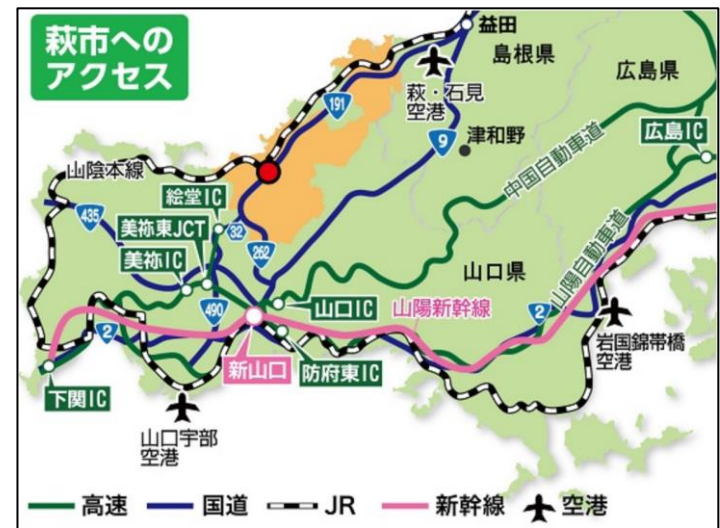 萩市への
アクセス
益田
島根県
広島県
萩・石見
空港
191
9
津和野
広島IC
中国自動車道
山陰本線
絵堂IC
435
美祢東JCT
32
262
美祢IC
山陽自動車道
山口県
490
山口IC
山陽新幹線
2
2
岩国錦帯橋
空港
新山口
防府東IC
下関IC
山口宇部
空港
高速
国道
JR
新幹線
空港